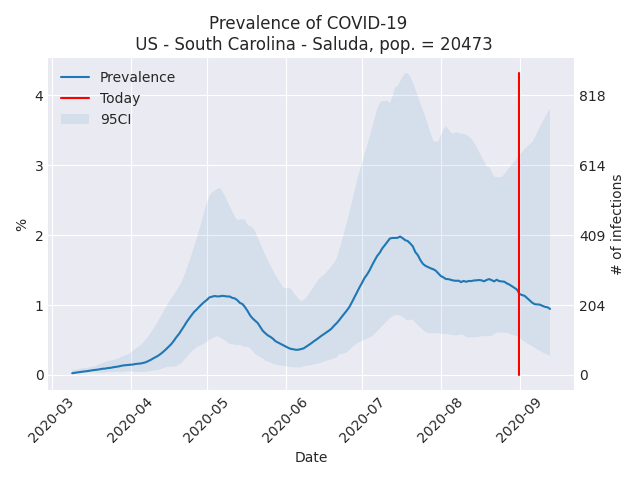 Prevalence of COVID-19
US - South Carolina - Saluda, pop. = 20473
Prevalence
Today
95CI
4
3
2
1
0
%
818
614
409
204
0
# of infections
2020-03
2020-04
2020-05
2020-06
2020-07
2020-08
2020-09
Date